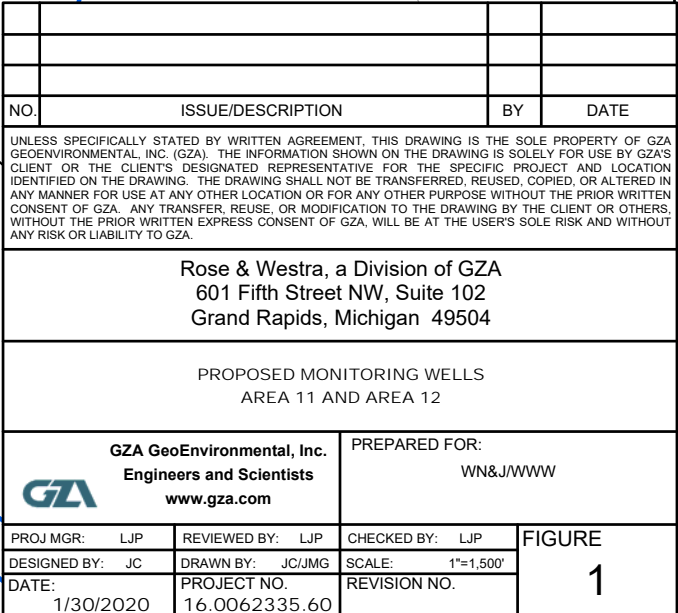 NO. ISSUE/DESCRIPTION BY DATE
UNLESS SPECIFICALLY STATED BY WRITTEN AGREEMENT, THIS DRAWING IS THE SOLE PROPERTY OF GZA
GEOENVIRONMENTAL, INC. (GZA). THE INFORMATION SHOWN ON THE DRAWING IS SOLELY FOR USE BY GZA'S
CLIENT OR THE CLIENT'S DESIGNATED REPRESENTATIVE FOR THE SPECIFIC PROJECT AND LOCATION
IDENTIFIED ON THE DRAWING. THE DRAWING SHALL NOT BE TRANSFERRED, REUSED, COPIED, OR ALTERED IN
ANY MANNER FOR USE AT ANY OTHER LOCATION OR FOR ANY OTHER PURPOSE WITHOUT THE PRIOR WRITTEN
CONSENT OF GZA. ANY TRANSFER, REUSE, OR MODIFICATION TO THE DRAWING BY THE CLIENT OR OTHERS,
WITHOUT THE PRIOR WRITTEN EXPRESS CONSENT OF GZA, WILL BE AT THE USER'S SOLE RISK AND WITHOUT
ANY RISK OR LIABILITY TO GZA.
Rose & Westra, a Division of GZA
601 Fifth Street NW, Suite 102
Grand Rapids, Michigan 49504
PROPOSED MONITORING WELLS
AREA 11 AND AREA 12
GZA
GZA GeoEnvironmental, Inc.
Engineers and Scientists
www.gza.com
PREPARED FOR:
WN&J/WWW
PROJ MGR: LJP REVIEWED BY: LJP CHECKED BY: LJP
DESIGNED BY: JC DRAWN BY: JC/JMG SCALE: 1"=1,500'
DATE:
1/30/2020
PROJECT NO.
16.0062335.60
REVISION NO.
FIGURE
1